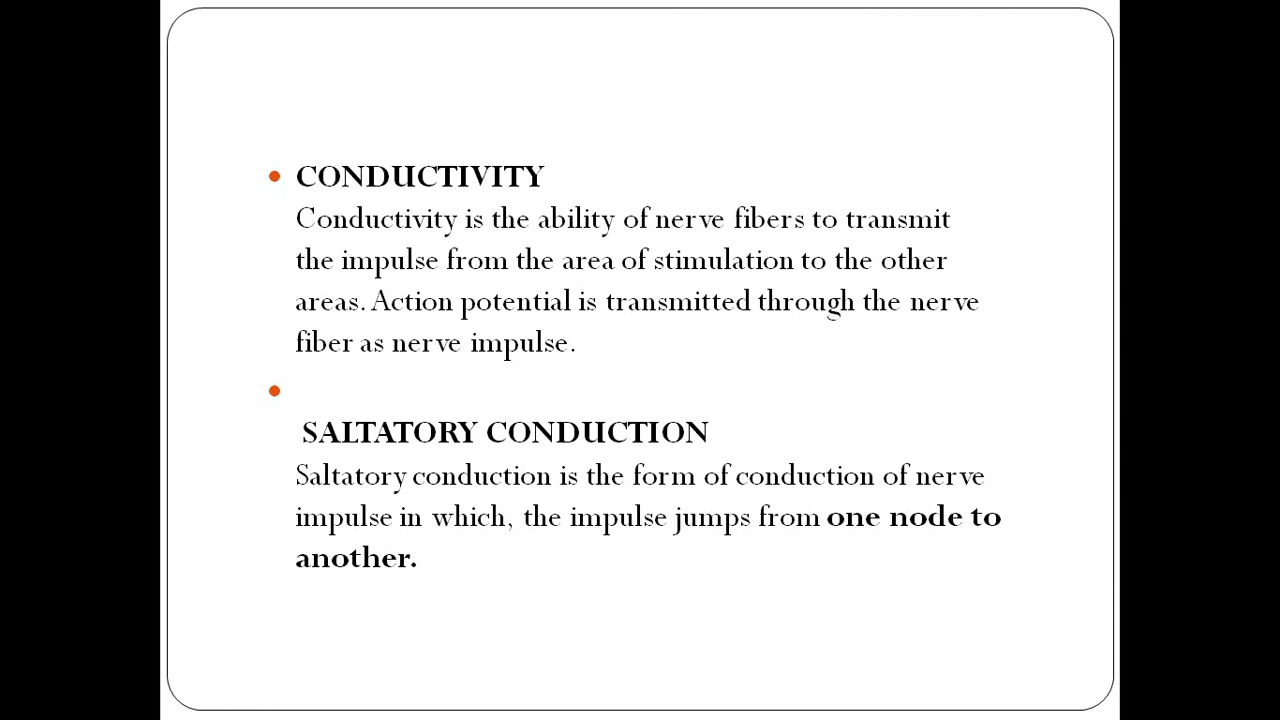 CONDUCTIVITY
Conductivity is the ability of nerve fibers to transmit
the impulse from the area of stimulation to the other
areas. Action potential is transmitted through the nerve
fiber as nerve impulse.
SALTATORY CONDUCTION
Saltatory conduction is the form of conduction of nerve
impulse in which, the impulse jumps from one node to
another.